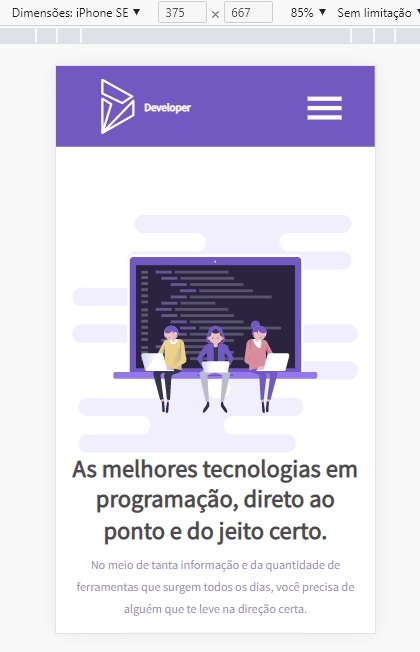 Dimensões: iPhone SE ▼ 375 × 667 85% ▼ Sem limitação
Developer
As melhores tecnologias em
programação, direto ao
ponto e do jeito certo.
No meio de tanta informação e da quantidade de
ferramentas que surgem todos os dias, você precisa de
alguém que te leve na direção certa.